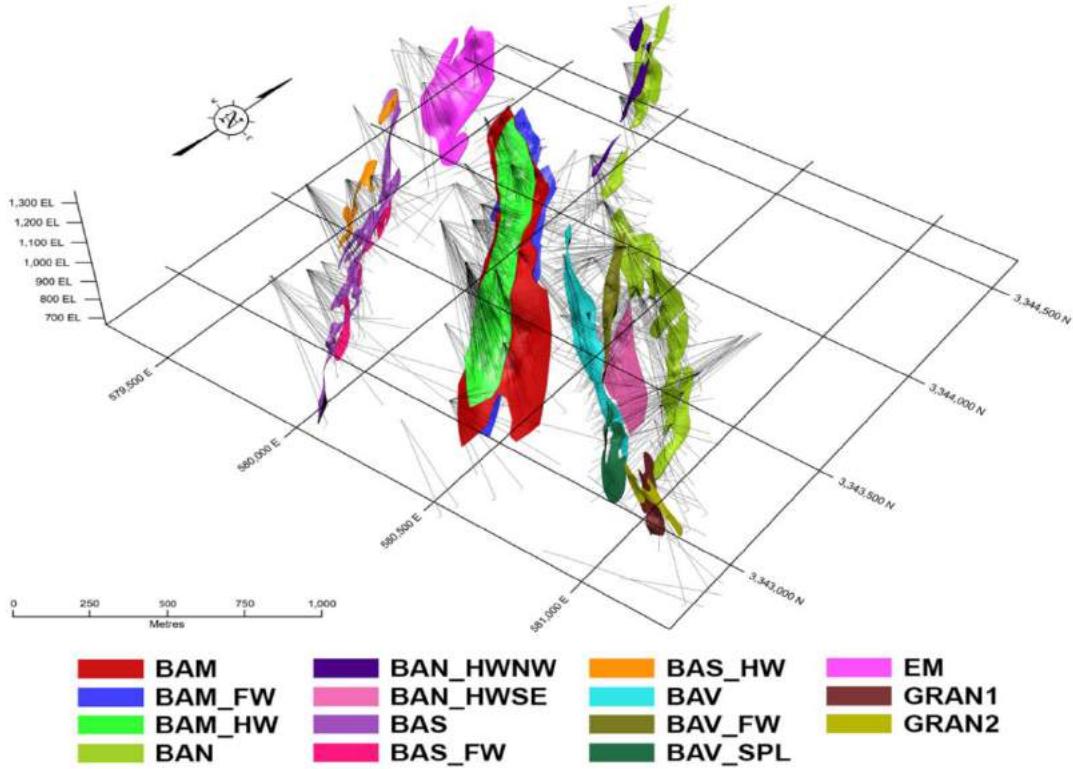 1,300 EL
1,200 EL
1,100 EL
1,000 EL
900 EL
800 EL
700 EL
579,500 E
580,000 E
580,500 E
581,000 E
3,344,500 N
3,344,000 N
3,343,500 N
3,343,000 N
0 250 500 750 1,000
Metres
BAM BAN_HWNW BAS_HW EM
BAM_FW BAN_HWSE BAV GRAN1
BAM_HW BAS BAV_FW GRAN2
BAN BAS_FW BAV_SPL